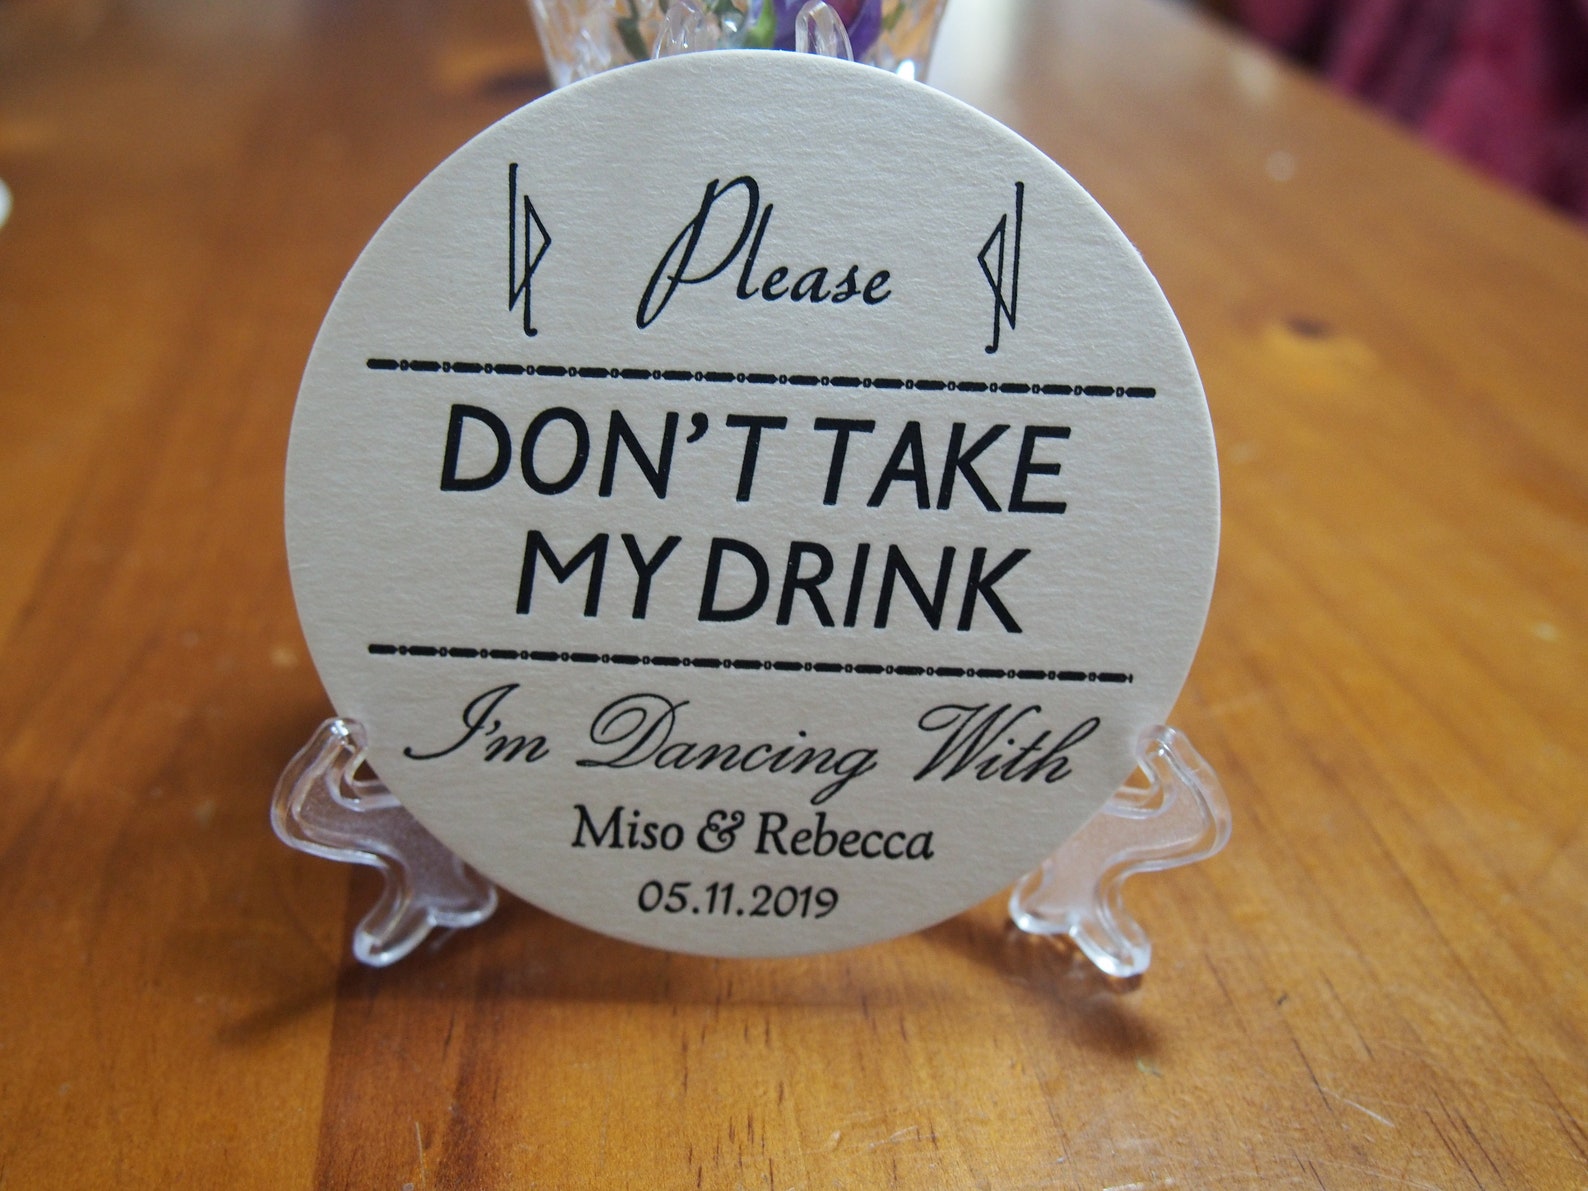 Please
DON'T TAKE
MY DRINK
I'm Dancing With
Miso & Rebecca
05.11.2019